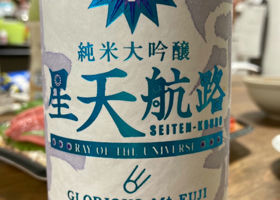 純米大吟醸
星天航路
SEITEN-KOURO
RAY OF THE UNIVERSE
GLORIOUS Mt.FUJI